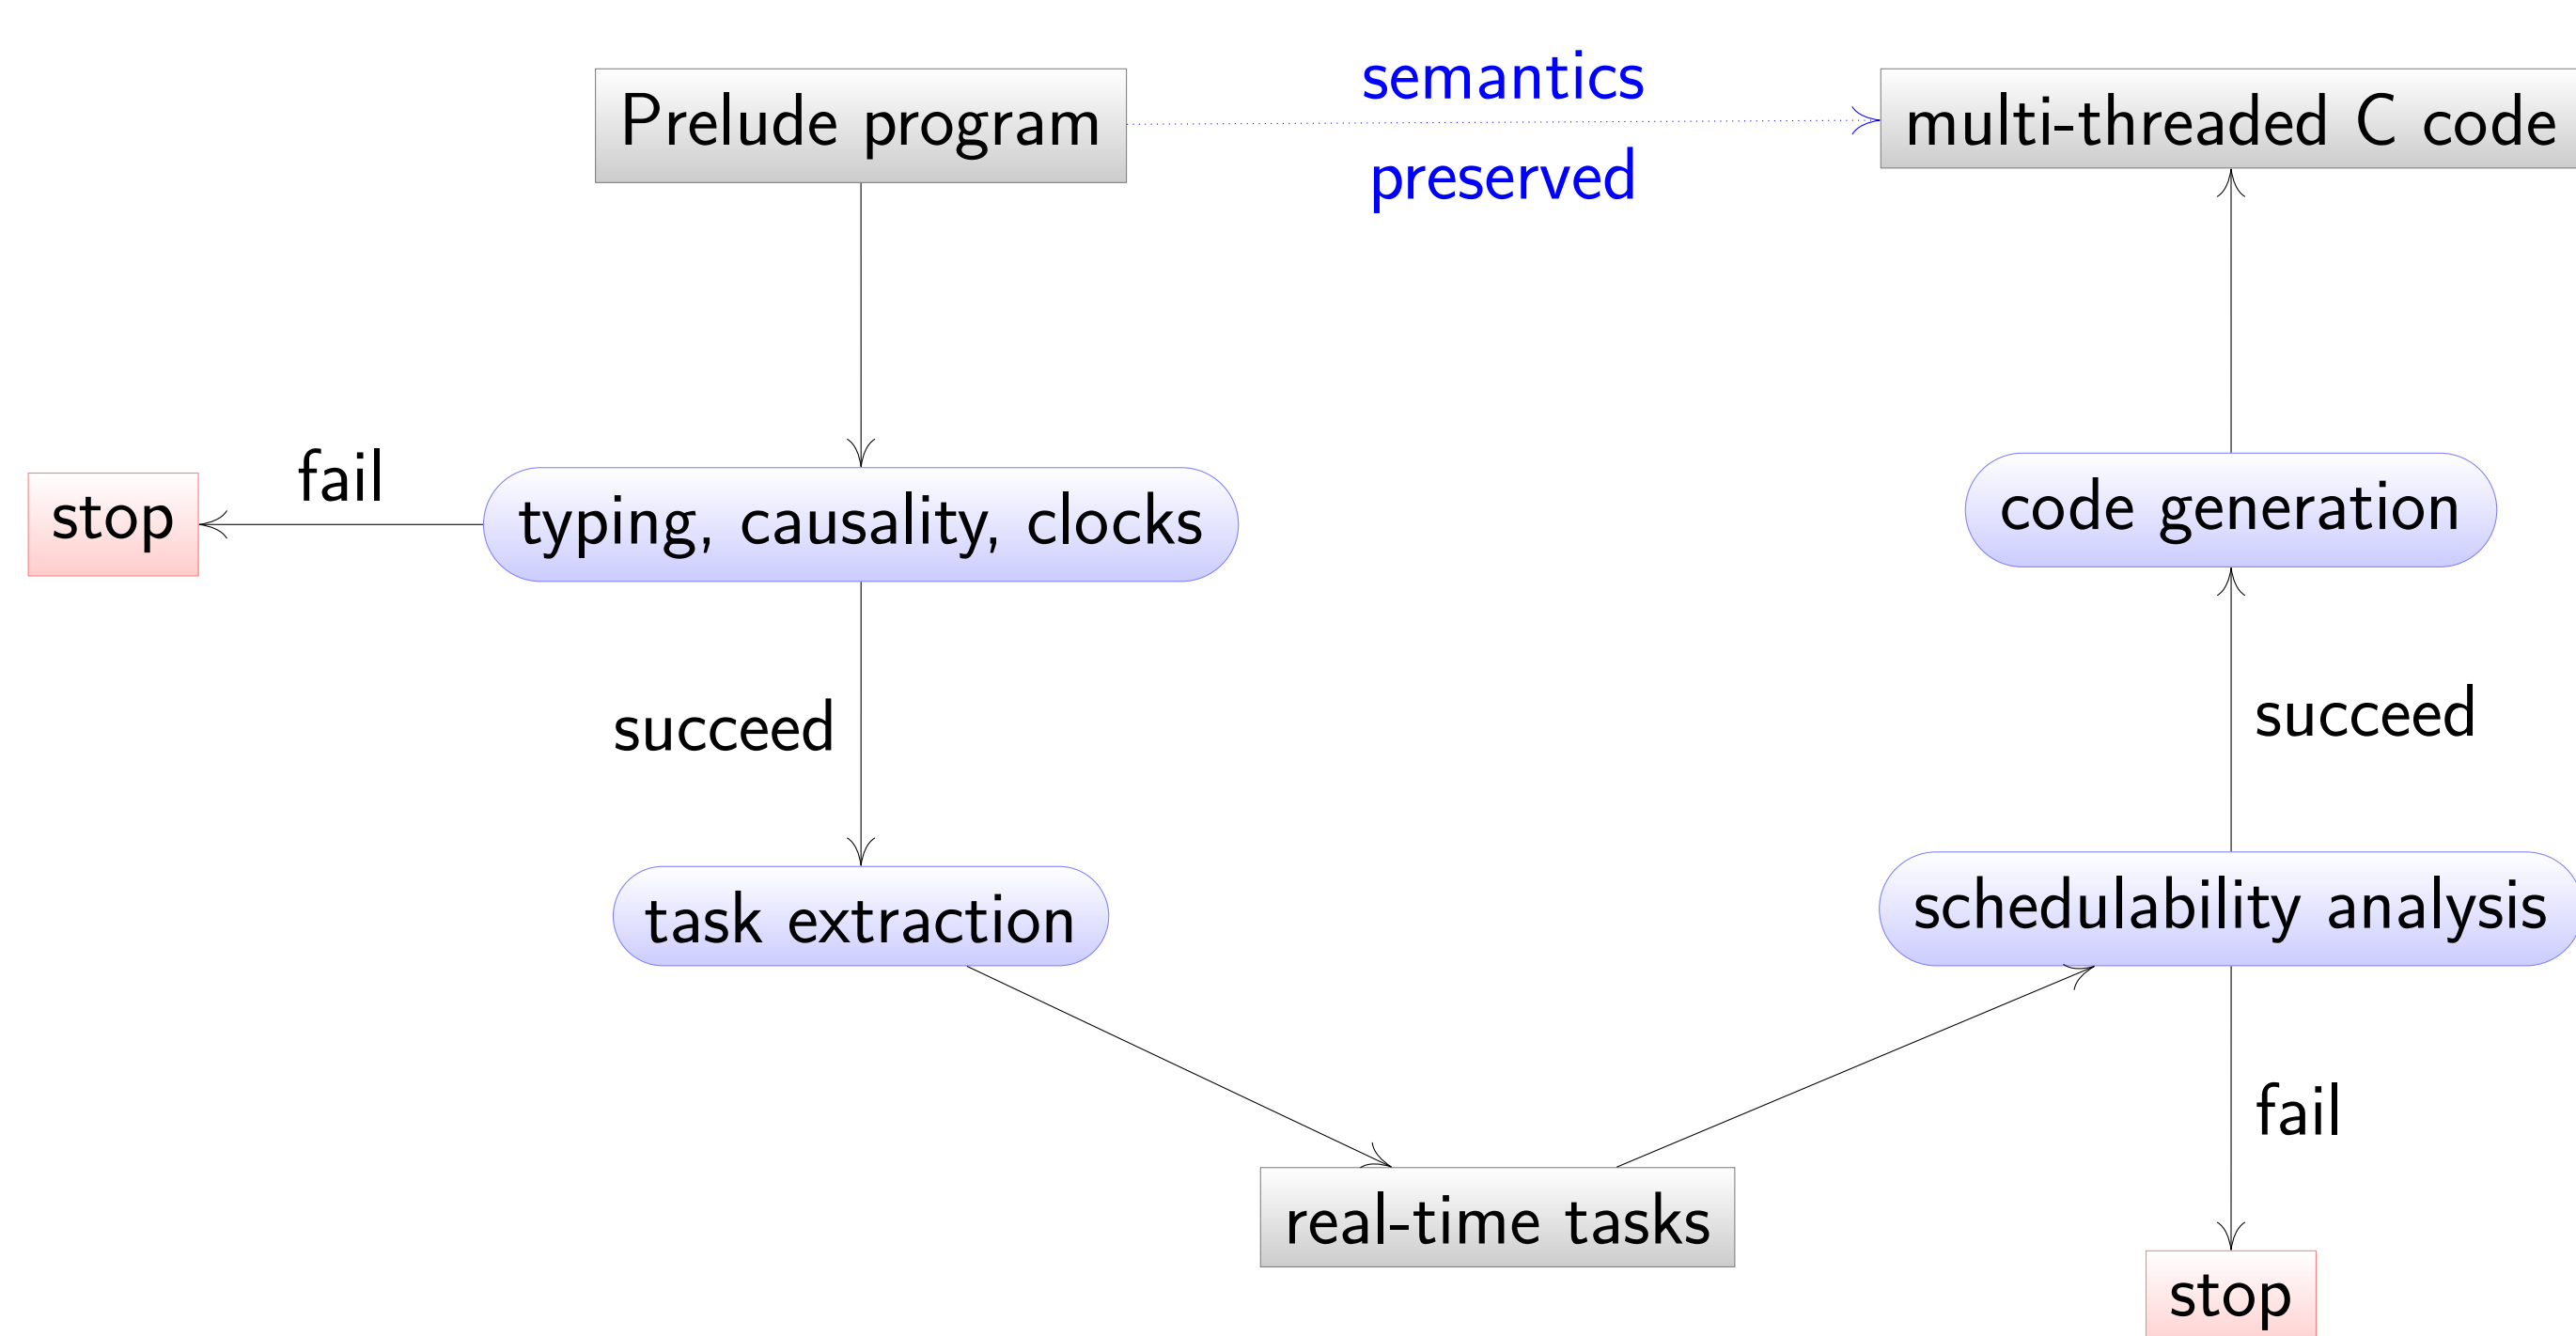 Prelude program
semantics
preserved
multi-threaded C code
stop
fail
typing, causality, clocks
code generation
succeed
succeed
task extraction
schedulability analysis
fail
real-time tasks
stop